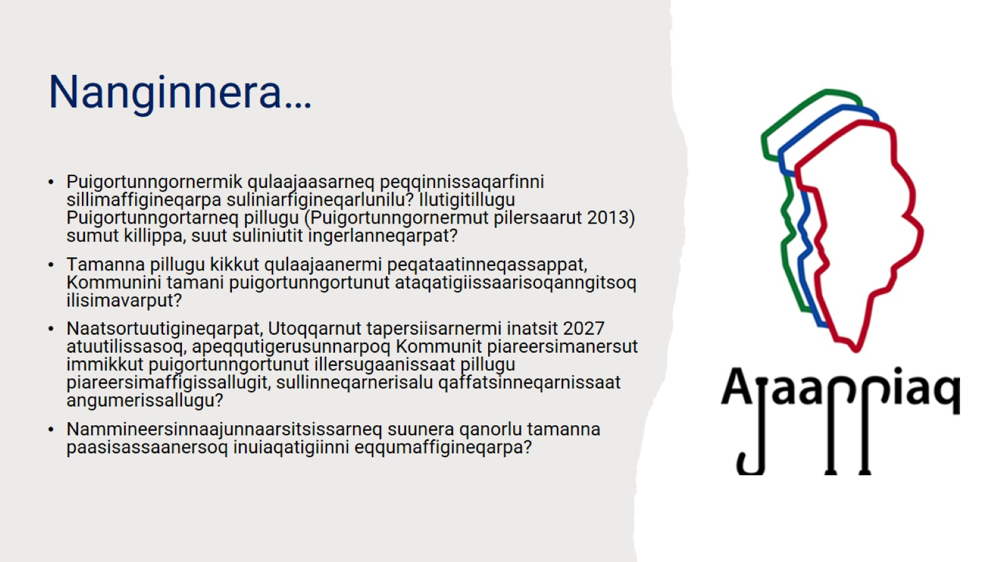 Nanginnera...
• Puigortunngornermik qulaajaasarneq peqqinnissaqarfinni
sillimaffigineqarpa suliniarfigineqarlunilu? Ilutigitillugu
Puigortunngortarneq pillugu (Puigortunngornermut pilersaarut 2013)
sumut killippa, suut suliniutit ingerlanneqarpat?
• Tamanna pillugu kikkut qulaajaanermi peqataatinneqassappat,
Kommunini tamani puigortunngortunut ataqatigiissaarisoqanngitsoq
ilisimavarput?
• Naatsortuutigineqarpat, Utoqqarnut tapersiisarnermi inatsit 2027
atuutilissasoq, apeqqutigerusunnarpoq Kommunit piareersimanersut
immikkut puigortunngortunut illersugaanissaat pillugu
piareersimaffigissallugit, sullinneqarnerisalu qaffatsinneqarnissaat
angumerissallugu?
• Nammineersinnaajunnaarsitsissarneq suunera qanorlu tamanna
paasisassaanersoq inuiaqatigiinni eqqumaffigineqarpa?
Ajaanniaq